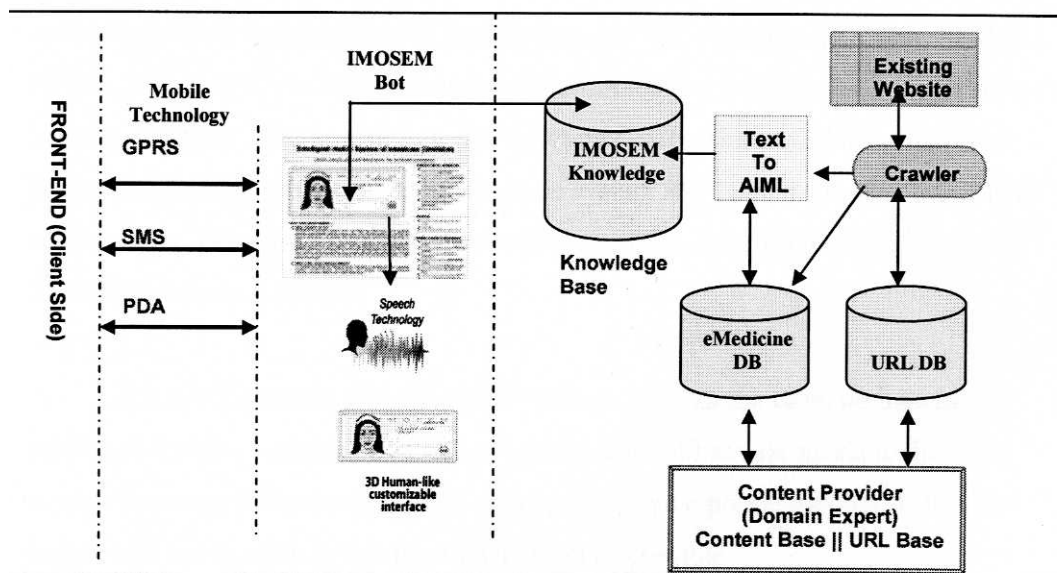 FRONT-END (Client Side)
Mobile
Technology
GPRS
SMS
PDA
IMOSEM
Bot
Speech
Technology
3D Human-like
customizable
interface
IMOSEM
Knowledge
Knowledge
Base
Text
To
AIML
Existing
Website
Crawler
eMedicine
DB
URL DB
Content Provider
(Domain Expert)
Content Base || URL Base